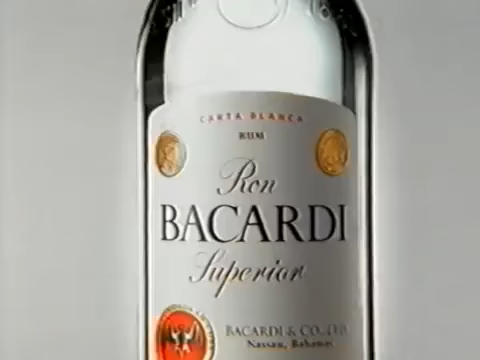 CARTA BLANCA
RUM
Ron
BACARDI
Superior
BACARDI & CO., LTD
Nassau, Bahamas